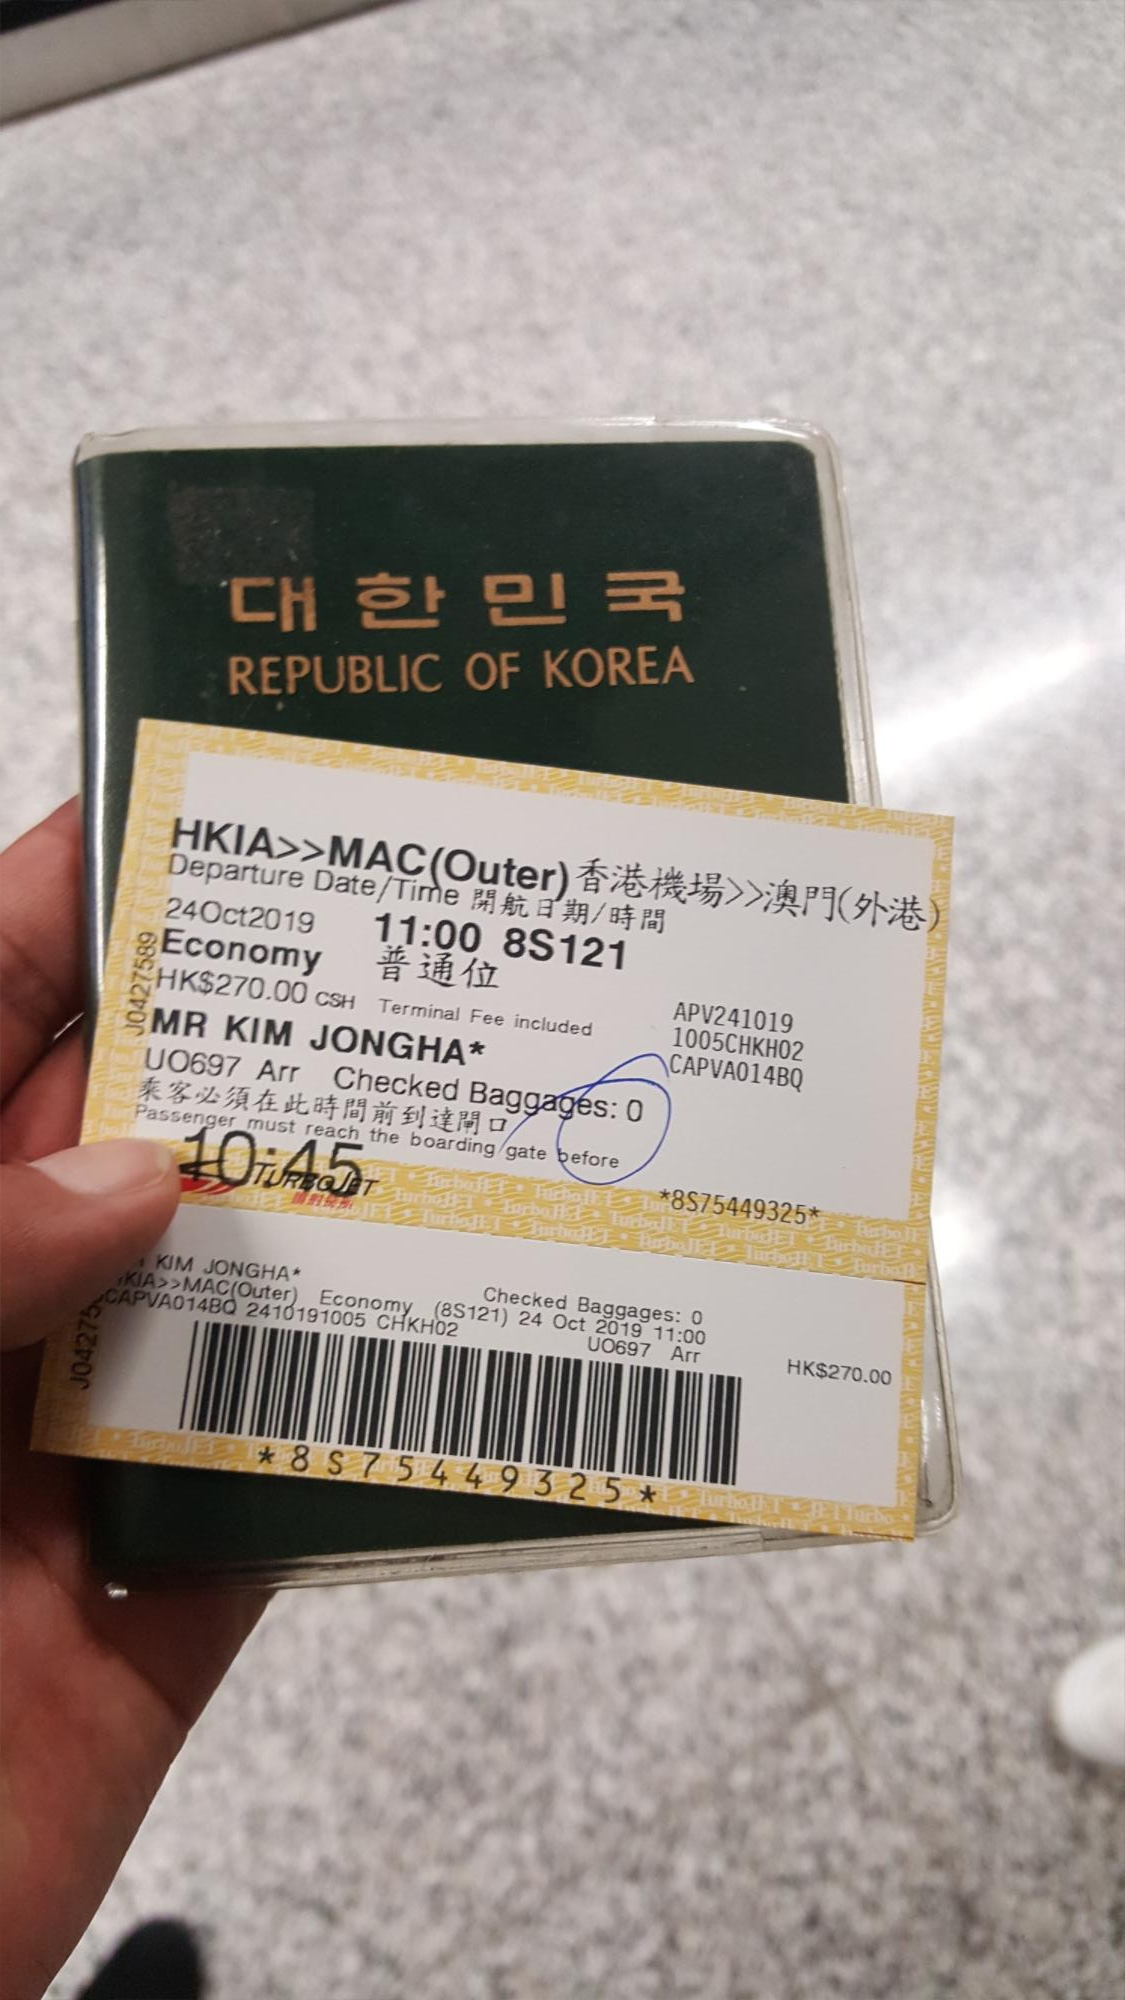 대한민국
REPUBLIC OF KOREA
HKIA>>MAC(Outer) 香港機場>>澳門(外港)
Departure Date/Time 開航日期/時間
24Oct2019 11:00 8S121
Economy 普通位
HK$270.00 CSH Terminal Fee included
APV241019
1005CHKH02
CAPVA014BQ
MR KIM JONGHA*
UO697 Arr Checked Baggages: 0
乘客必須在此時間前到達閘口
Passenger must reach the boarding gate before
10:45
TURBOJET
*8S75449325*
J0427589
KIM JONGHA*
Checked Baggages: 0
HKIA>>MAC(Outer) Economy (8S121) 24 Oct 2019 11:00
CAPVA014BQ 2410191005 CHKH02 UO697 Arr
HK$270.00
*8S75449325*